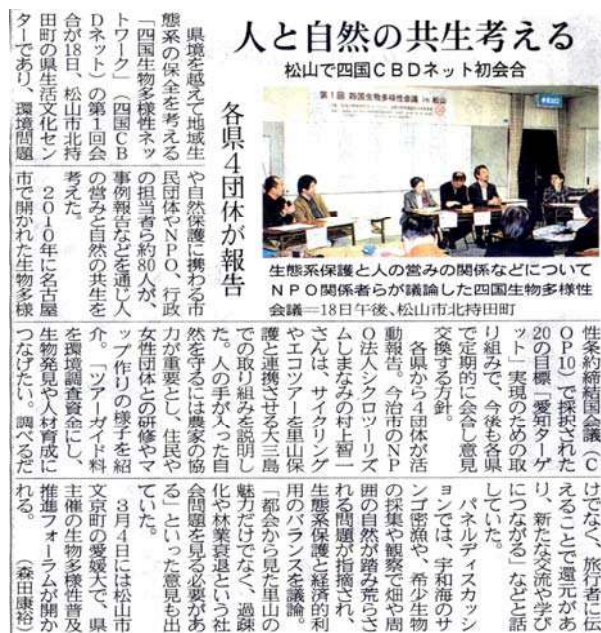 人と自然の共生考える
松山で四国CBDネット初会合
第1回 四国生物多様性会議 in 松山
生態系保護と人の営みの関係などについて
NPO関係者らが議論した四国生物多様性
会議=18日午後、松山市北持田町
各県4団体が報告
県境を越えて地域生
態系の保全を考える
「四国生物多様性ネッ
トワーク」(四国CB
Dネット)の第1回会
合が18日、松山市北持
田町の県生活文化セン
ターであり、環境問題
や自然保護に携わる市
民団体やNPO、行政
の担当者ら約80人が、
事例報告などを通じ人
の営みと自然の共生を
考えた。
2010年に名古屋
市で開かれた生物多様
性条約締結国会議(C
OP10)で採択された
20の目標「愛知ターゲ
ット」実現のための取
り組みで、今後も各県
で定期的に会合し意見
交換する方針。
各県から4団体が活
動報告。今治市のNP
O法人シクロツーリズ
ムしまなみの村上智一
さんは、サイクリング
やエコツアーを里山保
護と連携させる大三島
での取り組みを説明し
た。人の手が入った自
然を守るには農家の協
力が重要とし、住民や
女性団体との研修やマ
ップ作りの様子を紹
介。「ツアーガイド料
を環境調査資金にし、
生物発見や人材育成に
つなげたい。調べるだ
けでなく、旅行者に伝
えることで還元があ
り、新たな交流や学び
につながる」などと話
していた。
パネルディスカッシ
ョンでは、宇和海のサ
ンゴ密漁や、希少生物
の採集や観察で畑や周
囲の自然が踏み荒らさ
れる問題が指摘され、
生態系保護と経済的利
用のバランスを議論。
「都会から見た里山の
魅力だけでなく、過疎
化や林業衰退という社
会問題を見る必要があ
る」といった意見も出
ていた。
3月4日には松山市
文京町の愛媛大で、県
主催の生物多様性普及
推進フォーラムが開か
れる。 (森田康裕)